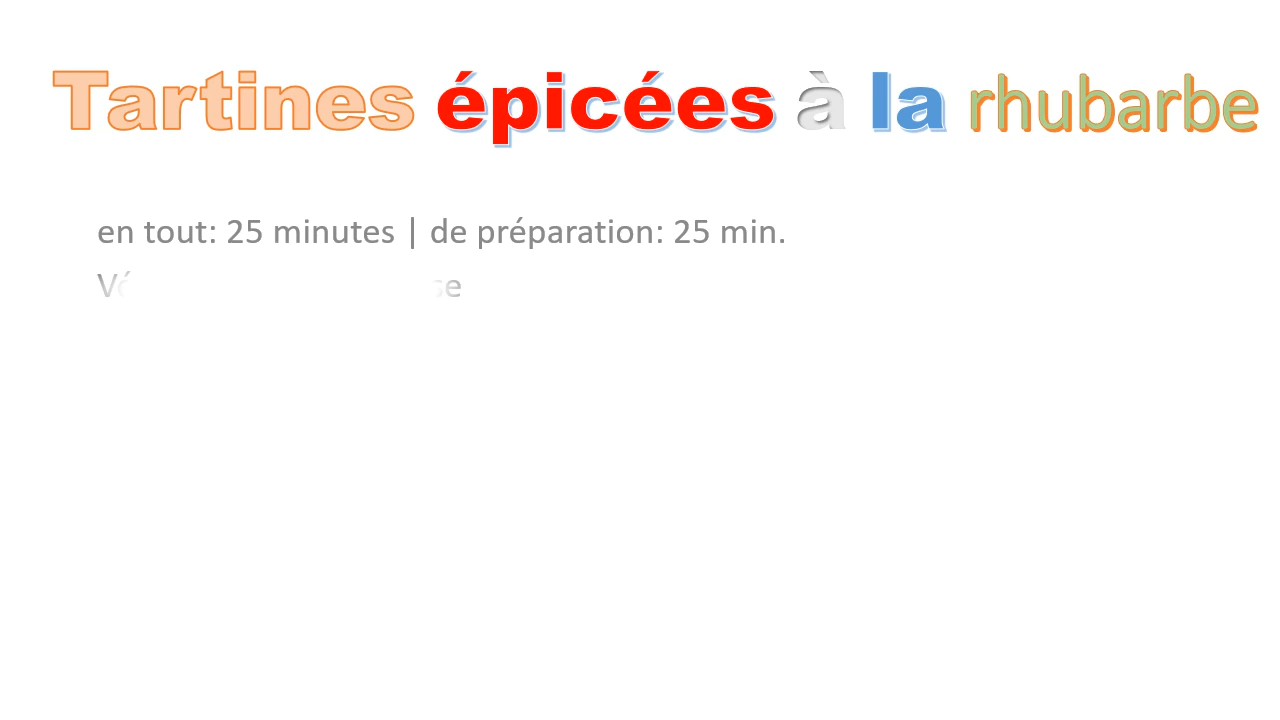 Tartines épicées à la rhubarbe
en tout: 25 minutes | de préparation: 25 min.